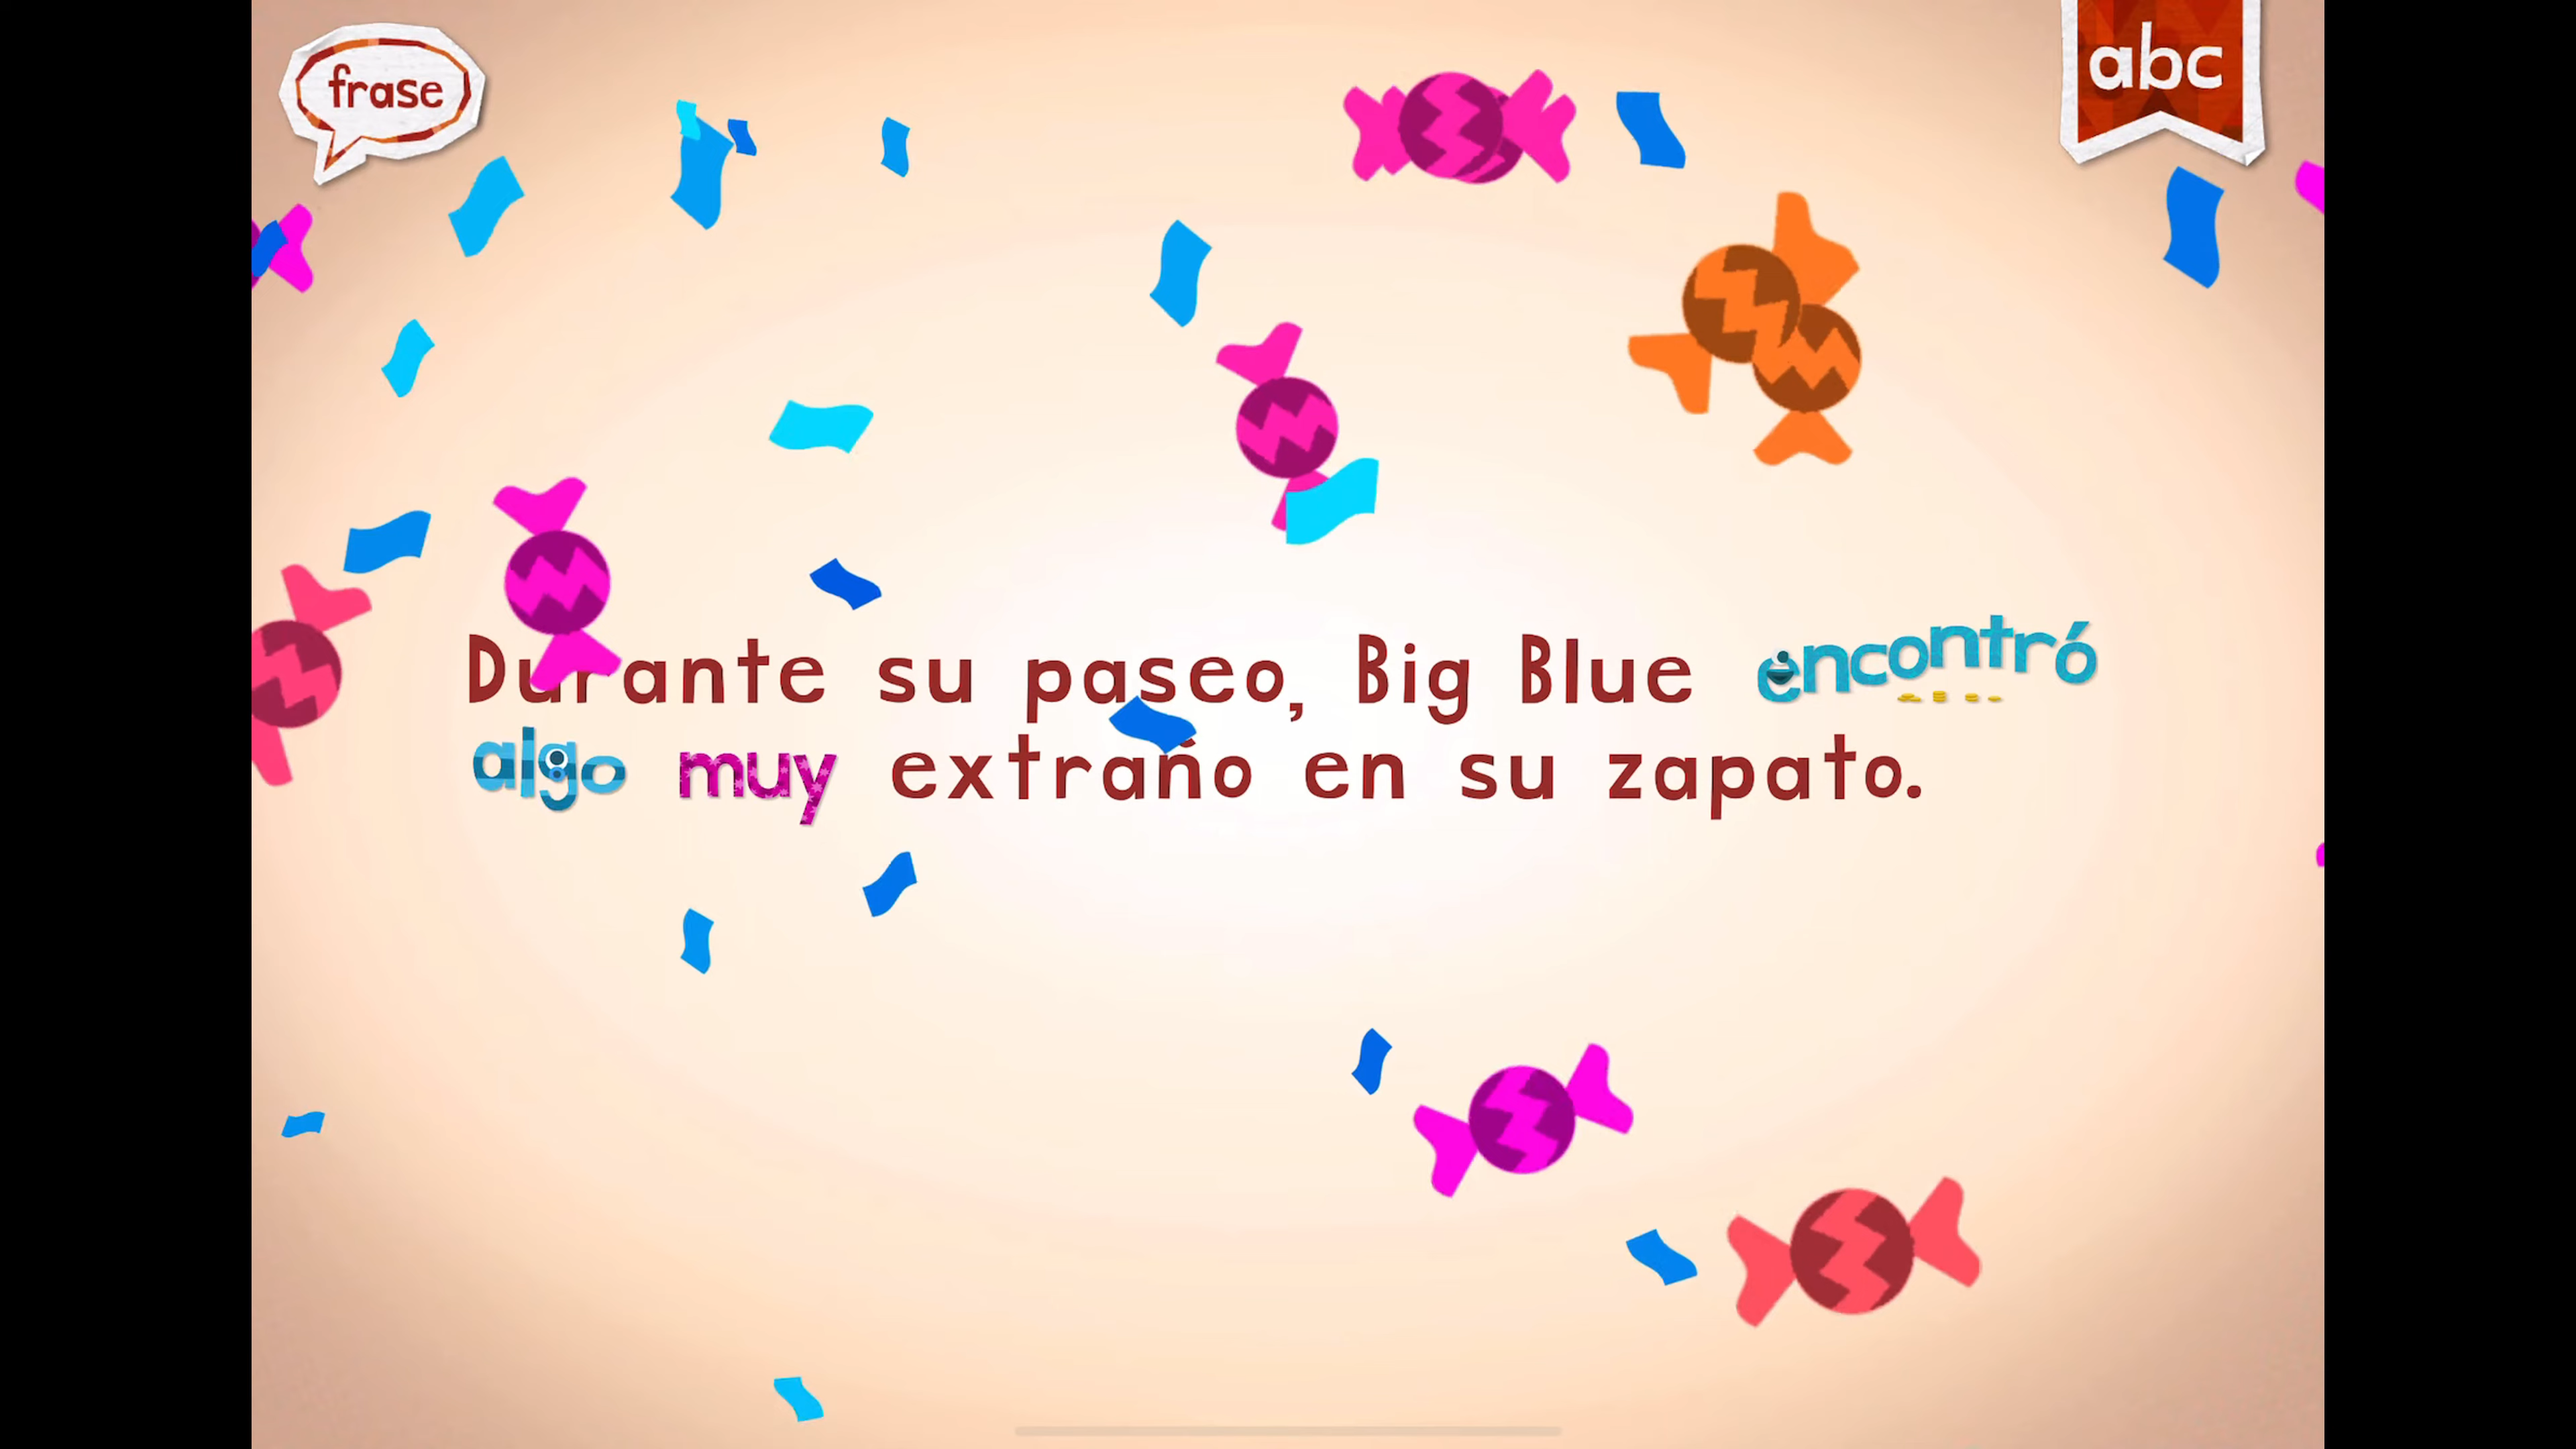 frase
abc
Durante su paseo, Big Blue encontró
algo muy extraño en su zapato.